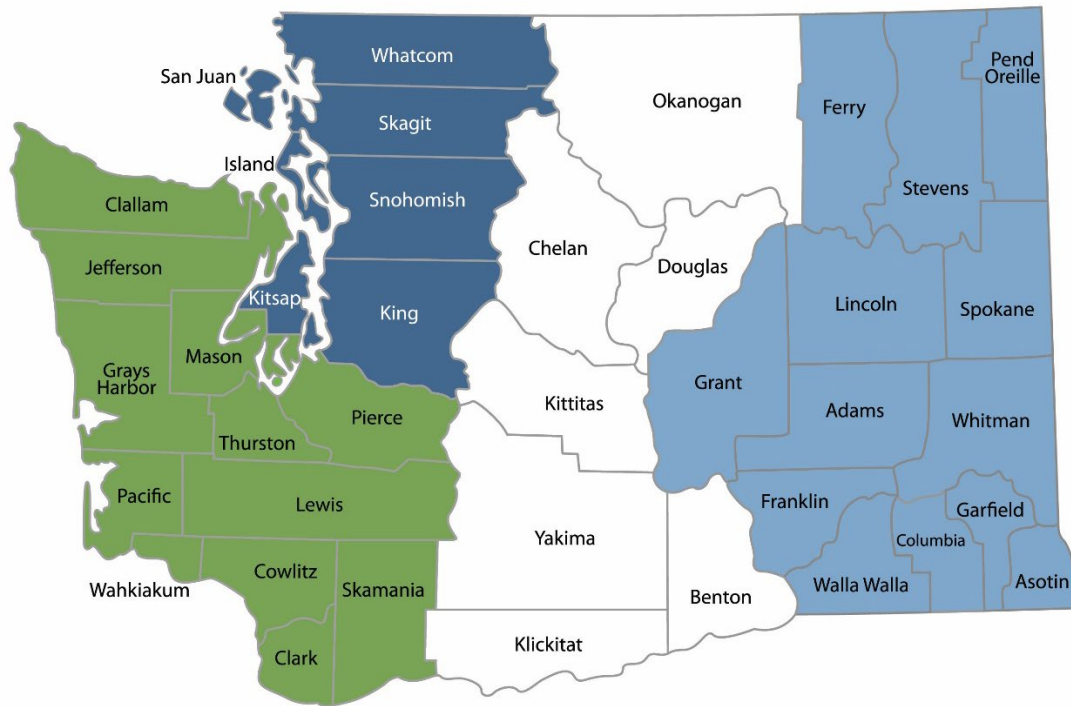 Whatcom
San Juan
Skagit
Island
Snohomish
Clallam
Jefferson
Kitsap
King
Mason
Grays
Harbor
Pierce
Thurston
Pacific
Lewis
Wahkiakum
Cowlitz
Skamania
Clark
Okanogan
Chelan
Douglas
Kittitas
Yakima
Benton
Klickitat
Ferry
Pend
Oreille
Stevens
Lincoln
Spokane
Grant
Adams
Whitman
Franklin
Garfield
Columbia
Walla Walla
Asotin